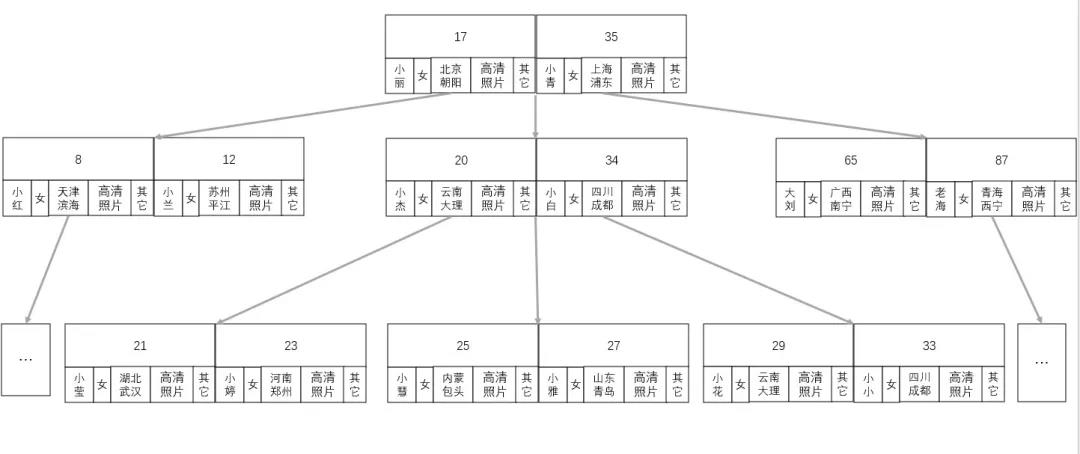 17 35
小丽 女 北京朝阳 高清照片 其它 小青 女 上海浦东 高清照片 其它
8 12 20 34 65 87
小红 女 天津滨海 高清照片 其它 小兰 女 苏州平江 高清照片 其它 小杰 女 云南大理 高清照片 其它 小白 女 四川成都 高清照片 其它 大刘 女 广西南宁 高清照片 其它 老海 女 青海西宁 高清照片 其它
... 21 23 25 27 29 33 ...
小莹 女 湖北武汉 高清照片 其它 小婷 女 河南郑州 高清照片 其它 小慧 女 内蒙包头 高清照片 其它 小雅 女 山东青岛 高清照片 其它 小花 女 云南大理 高清照片 其它 小小 女 四川成都 高清照片 其它